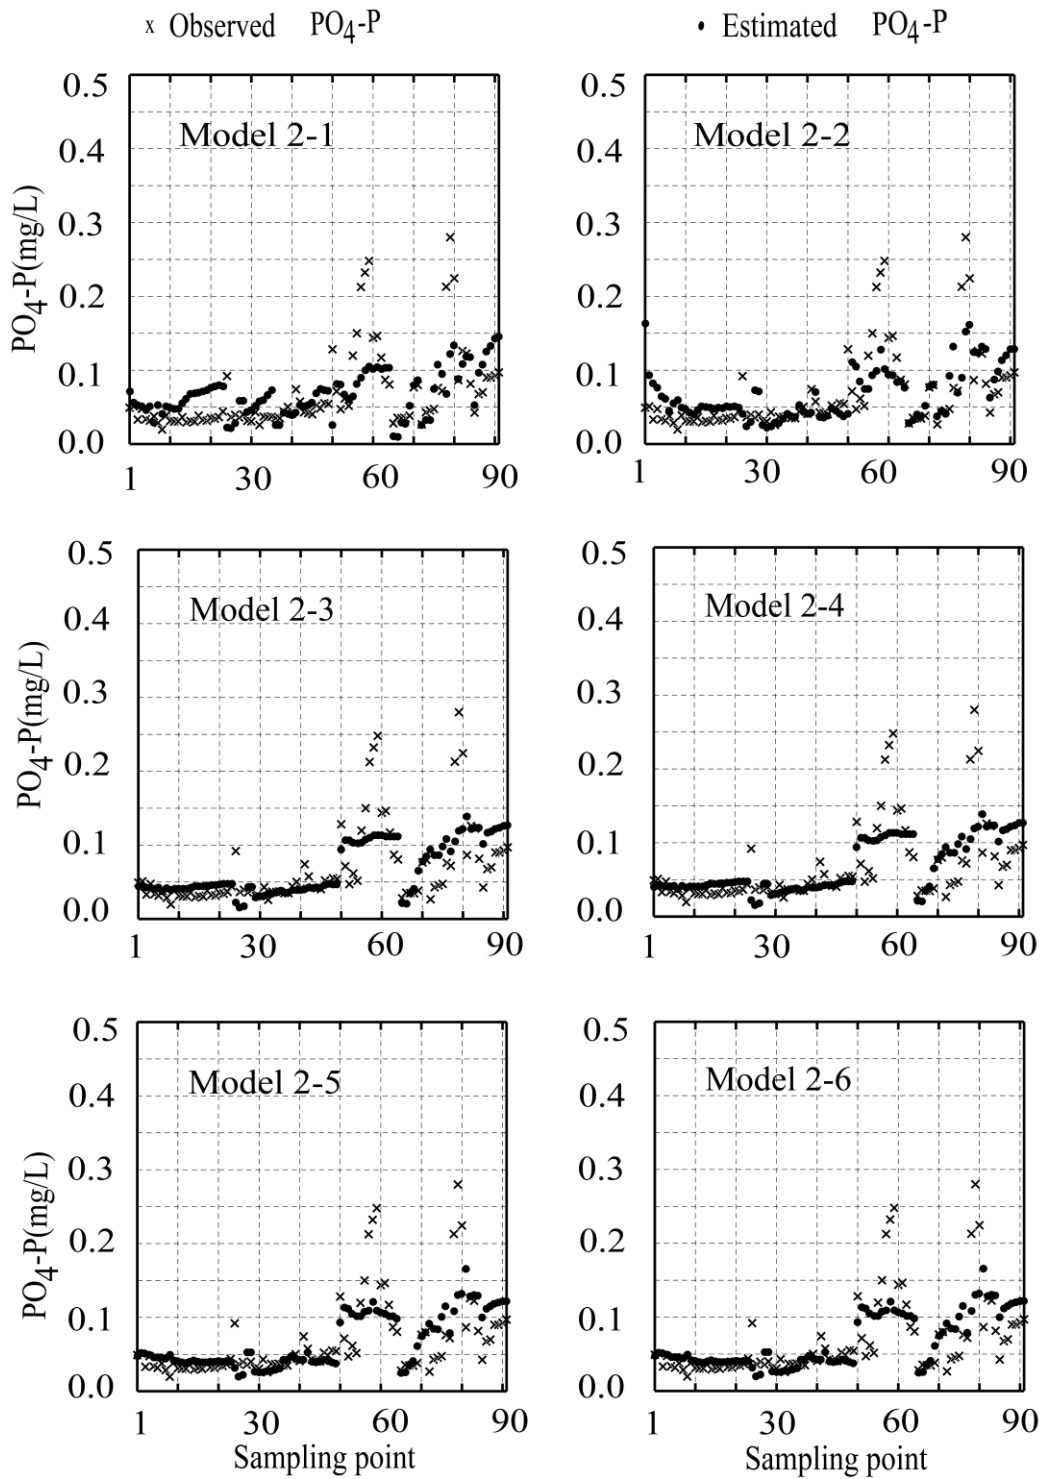 x Observed PO4-P • Estimated PO4-P
0.5 0.5
Model 2-1 Model 2-2
0.4 0.4
0.3 0.3
PO4-P(mg/L)
0.2 0.2
0.1 0.1
0.0 0.0
1 30 60 90 1 30 60 90
0.5 0.5
Model 2-3 Model 2-4
0.4 0.4
0.3 0.3
PO4-P(mg/L)
0.2 0.2
0.1 0.1
0.0 0.0
1 30 60 90 1 30 60 90
0.5 0.5
Model 2-5 Model 2-6
0.4 0.4
0.3 0.3
PO4-P(mg/L)
0.2 0.2
0.1 0.1
0.0 0.0
1 30 60 90 1 30 60 90
Sampling point Sampling point